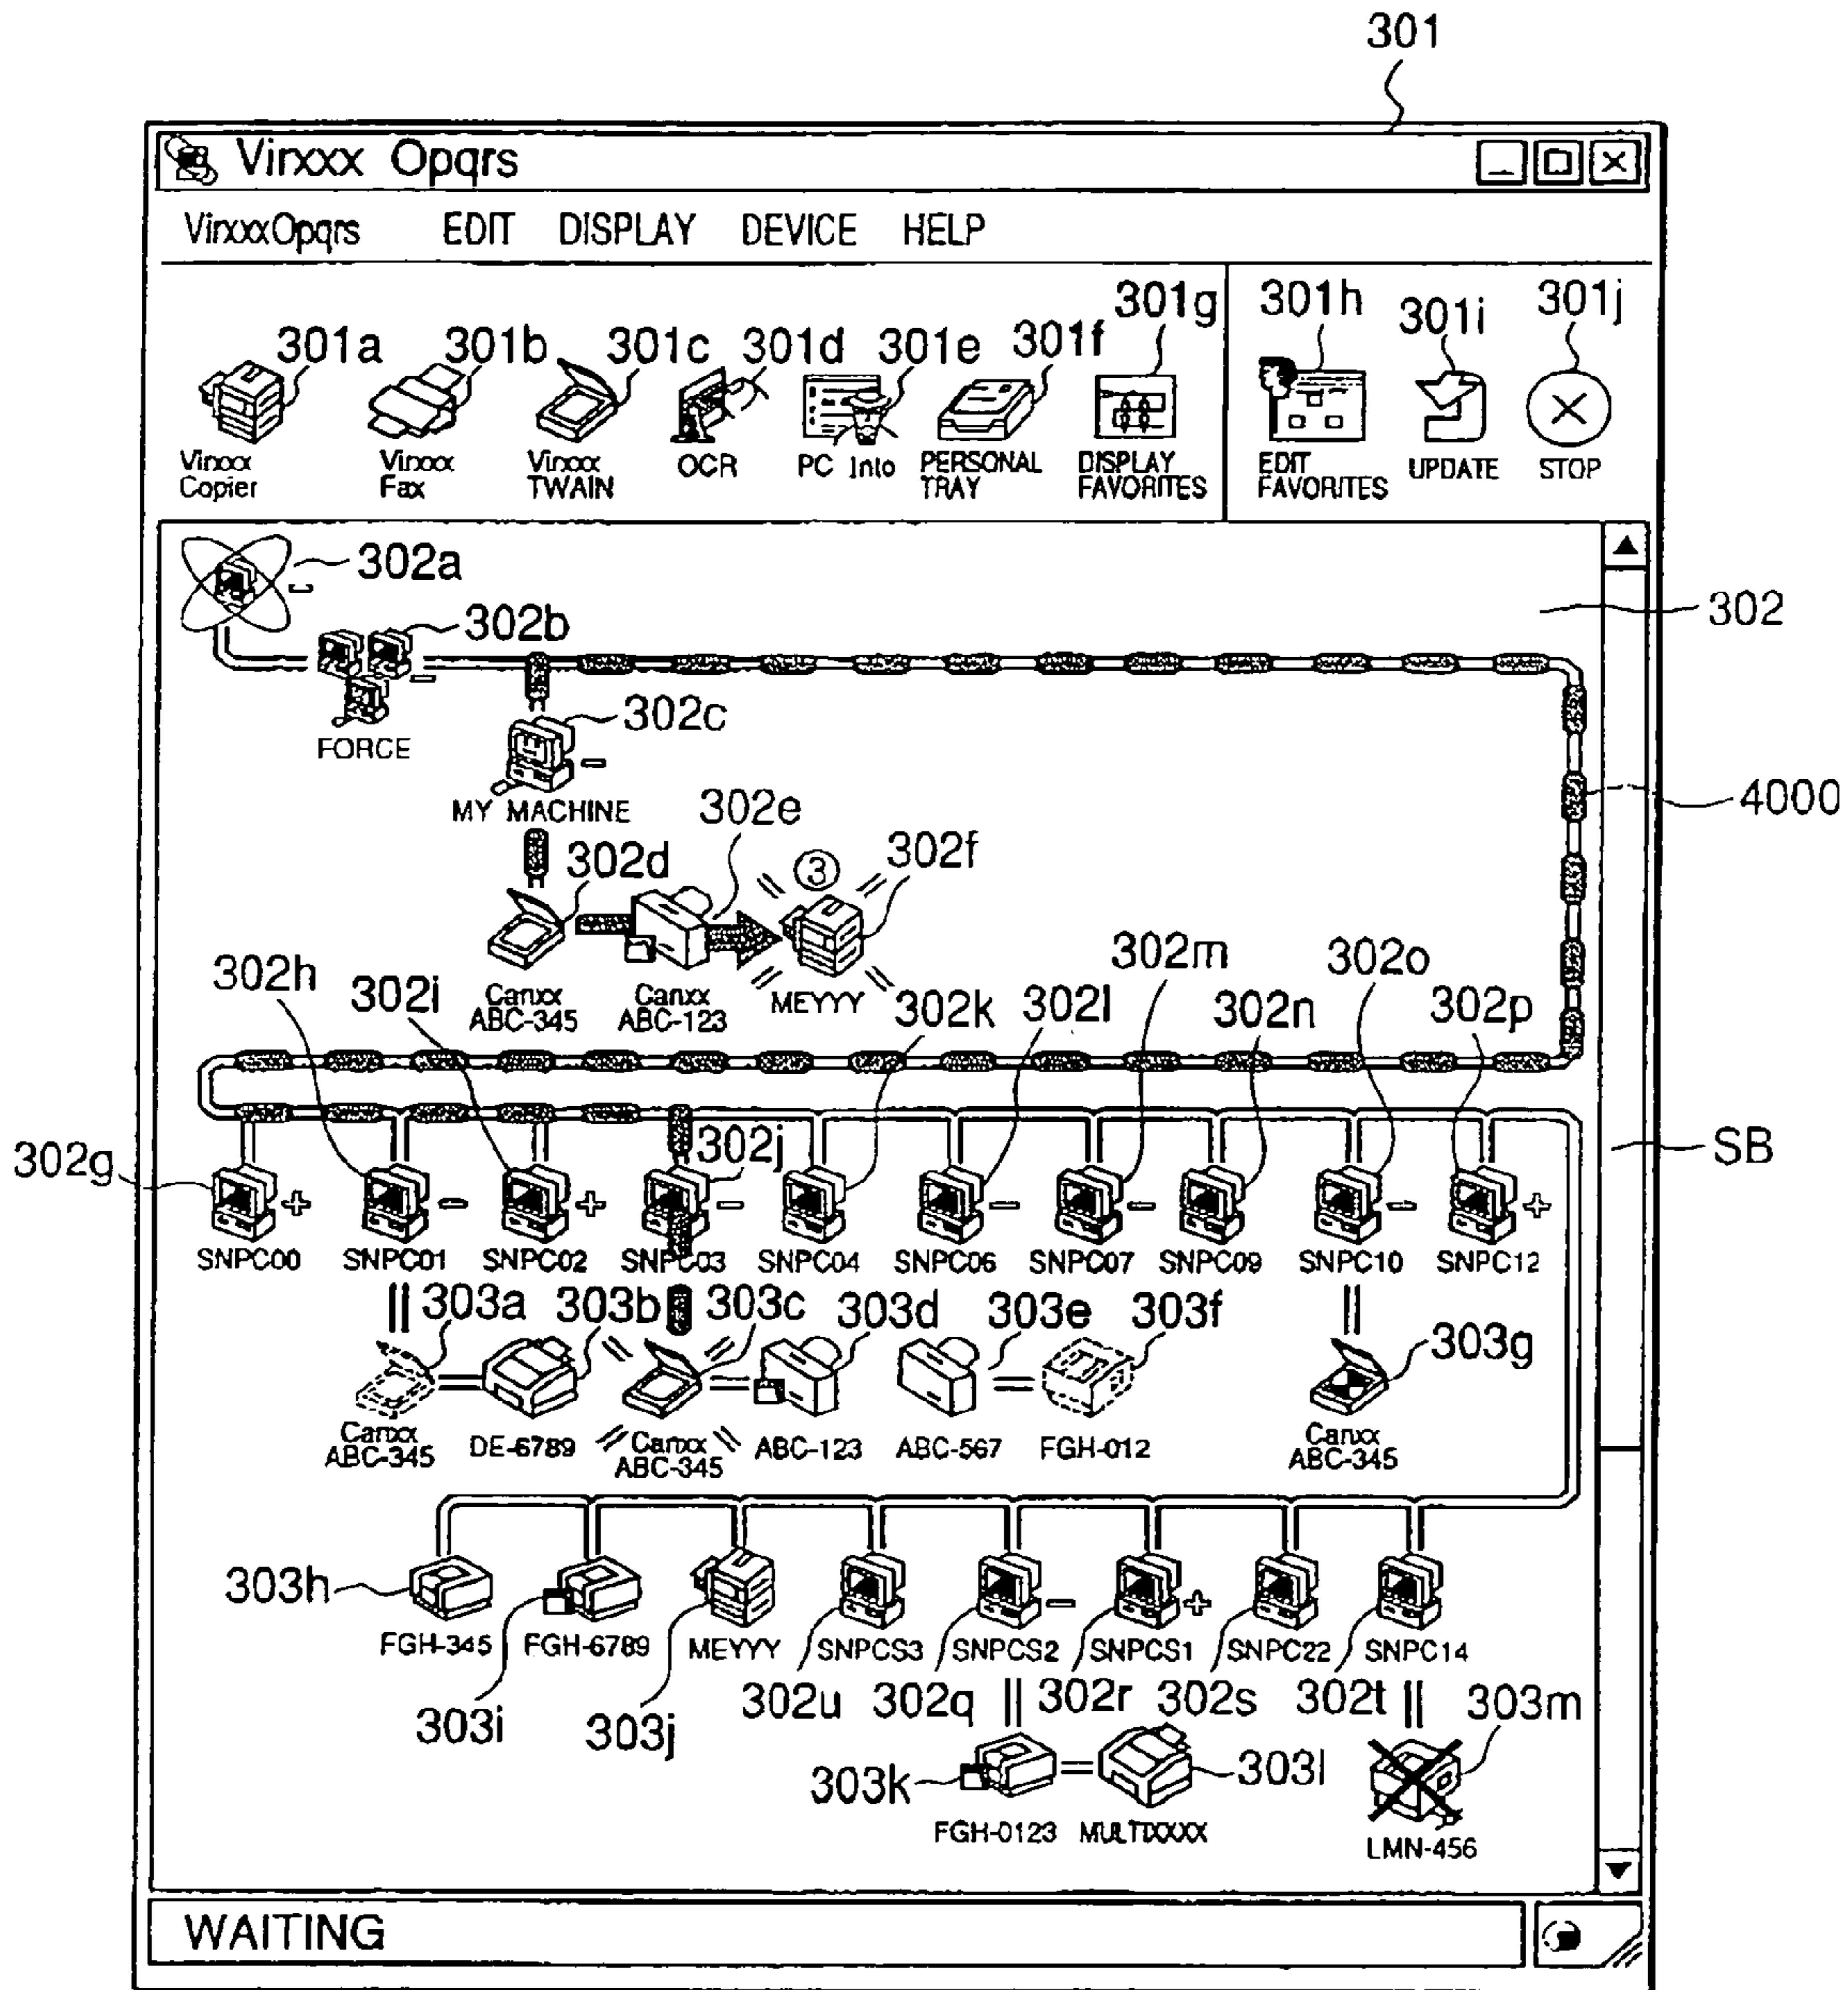 301
Virxxx Opqrs
VirxxxOpqrs EDIT DISPLAY DEVICE HELP
301a 301b 301c 301d 301e 301f 301g 301h 301i 301j
Virxxx Copier
Virxxx Fax
Virxxx TWAIN
OCR
PC Into
PERSONAL TRAY
DISPLAY FAVORITES
EDIT FAVORITES
UPDATE
STOP
302a
302
302b
FORCE
302c
MY MACHINE
4000
302d 302e 302f
3
Canxx ABC-345
Canxx ABC-123
MEYYY
302h 302i 302k 302l 302m 302n 302o 302p
302g 302j SB
SNPC00 SNPC01 SNPC02 SNPC03 SNPC04 SNPC06 SNPC07 SNPC09 SNPC10 SNPC12
303a 303b 303c 303d 303e 303f 303g
Canxx ABC-345
DE-6789
Canxx ABC-345
ABC-123
ABC-567
FGH-012
Canxx ABC-345
303h
FGH-345 FGH-6789 MEYYY SNPCS3 SNPCS2 SNPCS1 SNPC22 SNPC14
303i 303j 302u 302q 302r 302s 302t 303m
303k 303l
FGH-0123 MULTIXXXX LMN-456
WAITING